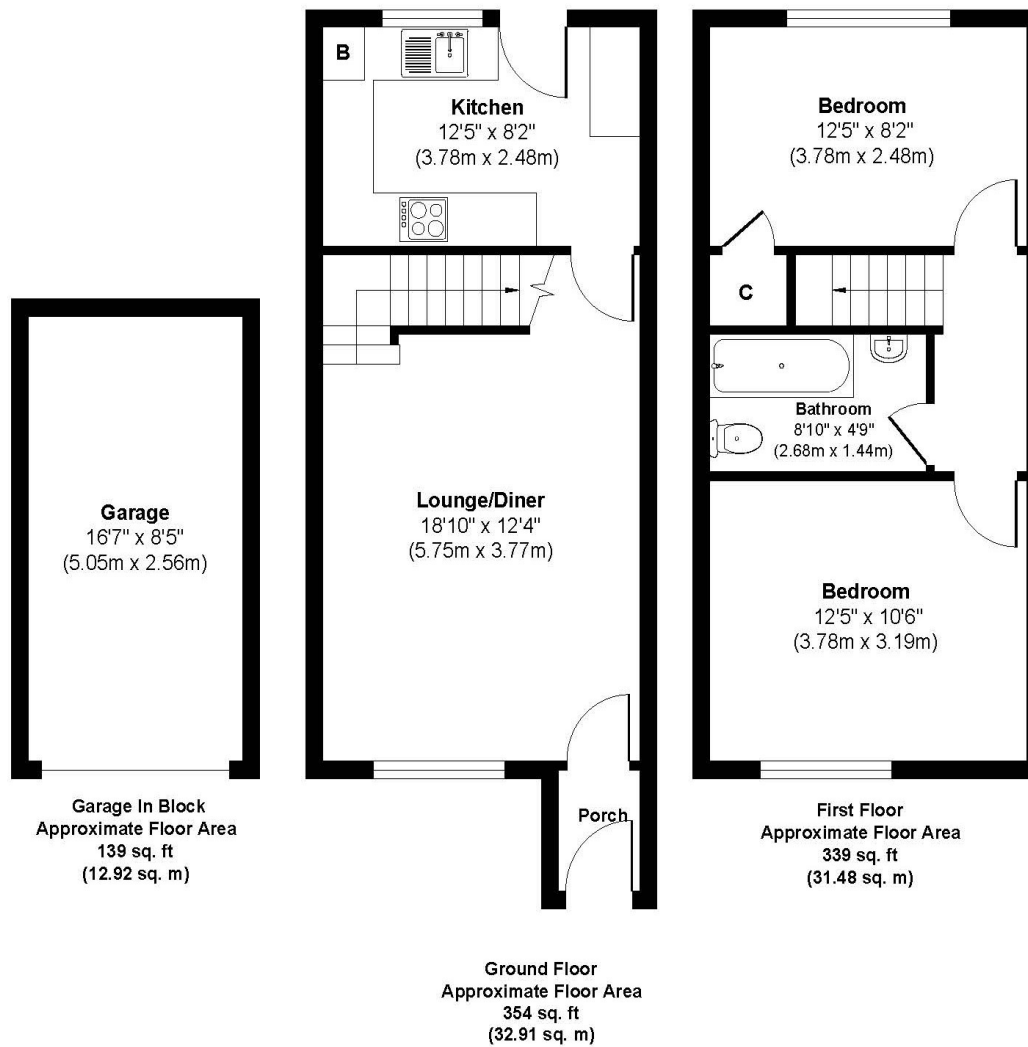 B
Kitchen
12'5" x 8'2"
(3.78m x 2.48m)
Bedroom
12'5" x 8'2"
(3.78m x 2.48m)
C
Bathroom
8'10" x 4'9"
(2.68m x 1.44m)
Garage
16'7" x 8'5"
(5.05m x 2.56m)
Lounge/Diner
18'10" x 12'4"
(5.75m x 3.77m)
Bedroom
12'5" x 10'6"
(3.78m x 3.19m)
Porch
Garage In Block
Approximate Floor Area
139 sq. ft
(12.92 sq. m)
First Floor
Approximate Floor Area
339 sq. ft
(31.48 sq. m)
Ground Floor
Approximate Floor Area
354 sq. ft
(32.91 sq. m)